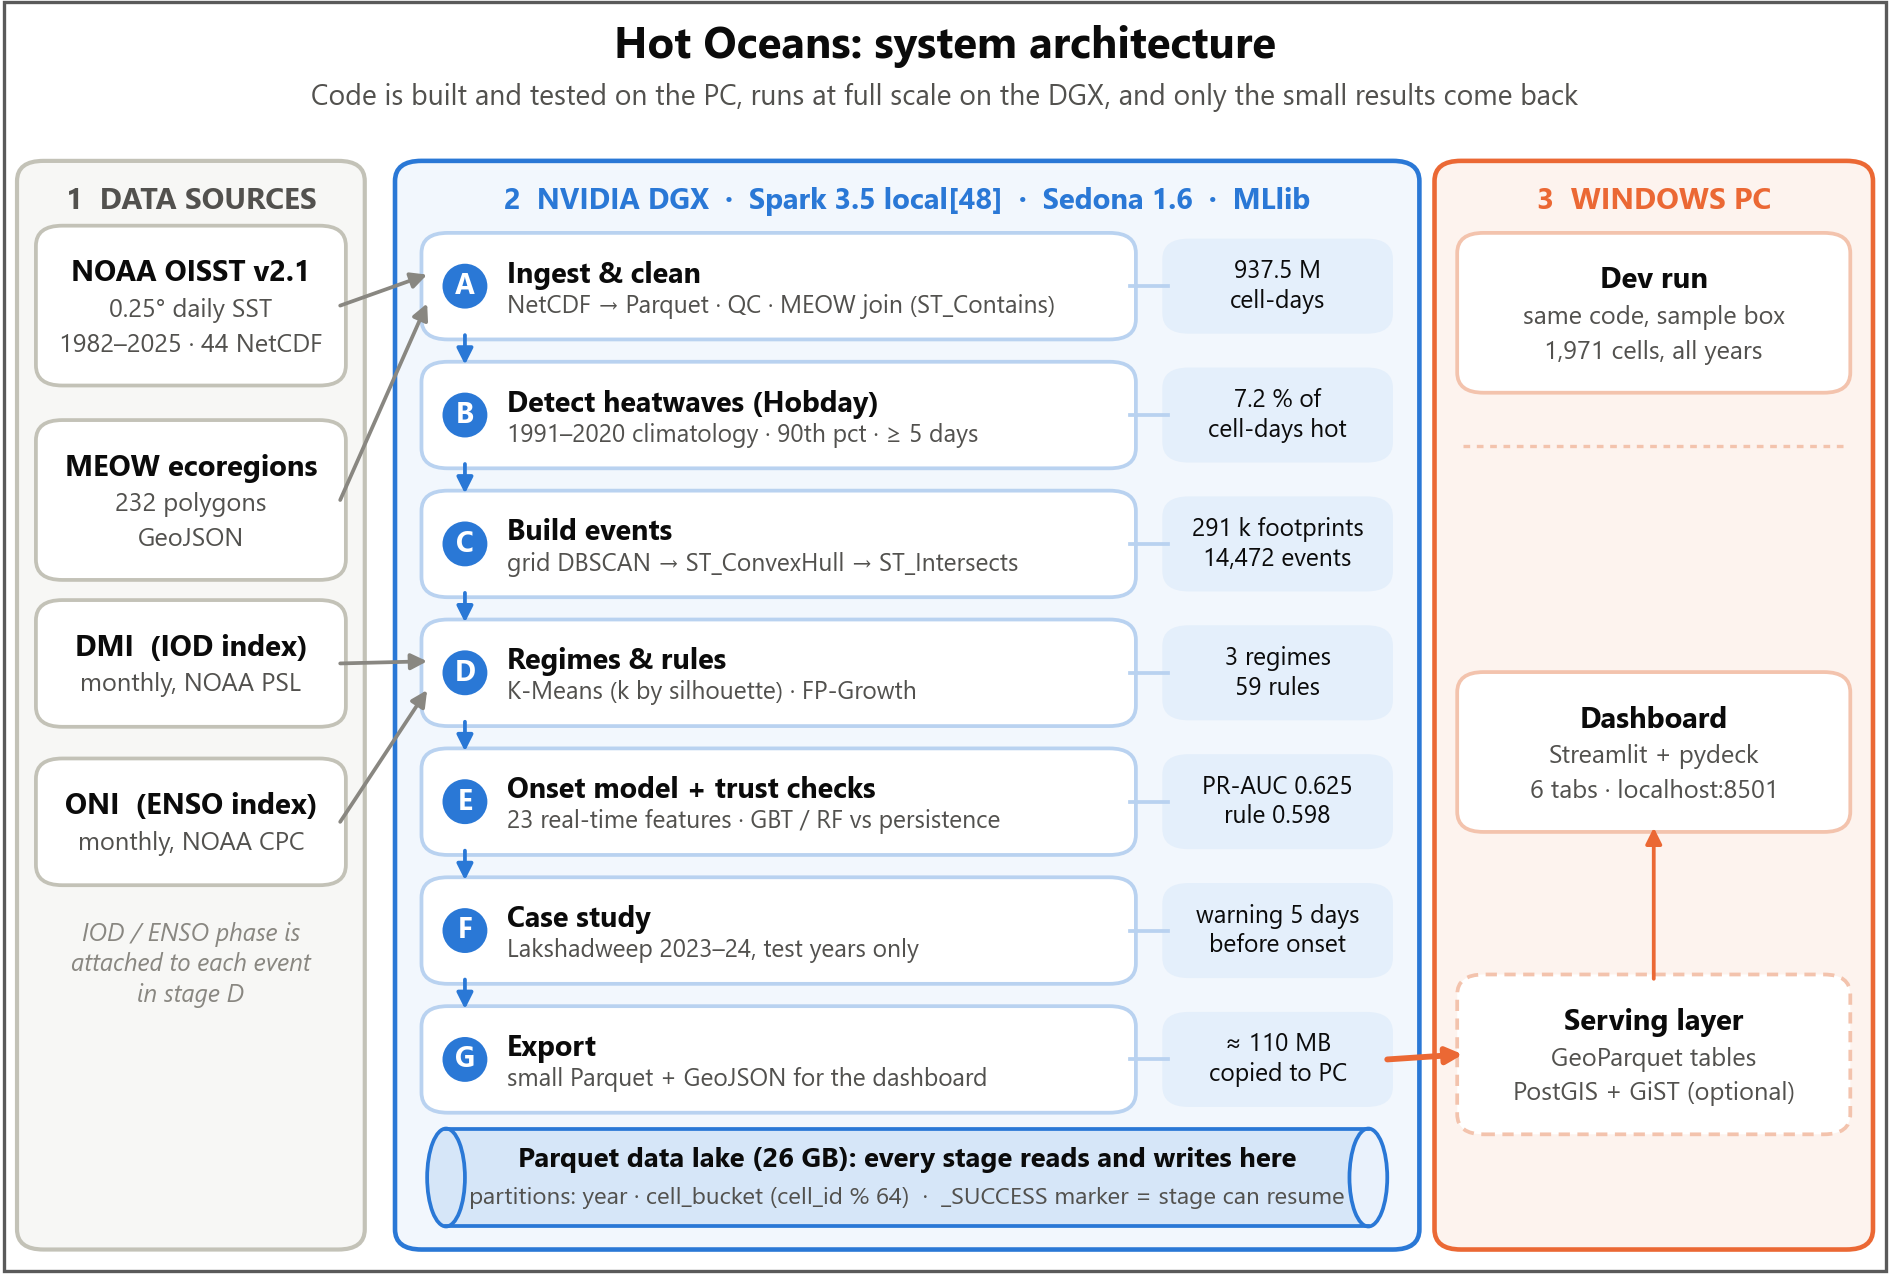 Hot Oceans: system architecture
Code is built and tested on the PC, runs at full scale on the DGX, and only the small results come back
1 DATA SOURCES
NOAA OISST v2.1
0.25° daily SST
1982–2025 · 44 NetCDF
MEOW ecoregions
232 polygons
GeoJSON
DMI (IOD index)
monthly, NOAA PSL
ONI (ENSO index)
monthly, NOAA CPC
IOD / ENSO phase is
attached to each event
in stage D
2 NVIDIA DGX · Spark 3.5 local[48] · Sedona 1.6 · MLlib
A
Ingest & clean
NetCDF → Parquet · QC · MEOW join (ST_Contains)
937.5 M
cell-days
B
Detect heatwaves (Hobday)
1991–2020 climatology · 90th pct · ≥ 5 days
7.2 % of
cell-days hot
C
Build events
grid DBSCAN → ST_ConvexHull → ST_Intersects
291 k footprints
14,472 events
D
Regimes & rules
K-Means (k by silhouette) · FP-Growth
3 regimes
59 rules
E
Onset model + trust checks
23 real-time features · GBT / RF vs persistence
PR-AUC 0.625
rule 0.598
F
Case study
Lakshadweep 2023–24, test years only
warning 5 days
before onset
G
Export
small Parquet + GeoJSON for the dashboard
≈ 110 MB
copied to PC
Parquet data lake (26 GB): every stage reads and writes here
partitions: year · cell_bucket (cell_id % 64) · _SUCCESS marker = stage can resume
3 WINDOWS PC
Dev run
same code, sample box
1,971 cells, all years
Dashboard
Streamlit + pydeck
6 tabs · localhost:8501
Serving layer
GeoParquet tables
PostGIS + GiST (optional)